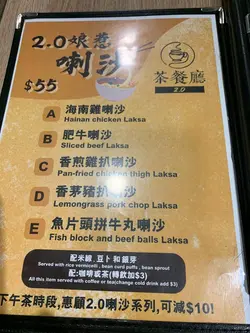 2.0娘惹
喇沙
$55
茶餐廳
2.0
A 海南雞喇沙
Hainan chicken Laksa
B 肥牛喇沙
Sliced beef Laksa
C 香煎雞扒喇沙
Pan-fried chicken thigh Laksa
D 香茅豬扒喇沙
Lemongrass pork chop Laksa
E 魚片頭拼牛丸喇沙
Fish block and beef balls Laksa
配米線,豆卜和銀芽
Served with rice vermicelli , bean curd puffs , bean sprout
配:咖啡或茶(轉飲加$3)
All this item served with coffee or tea(change cold drink add $3)
下午茶時段,惠顧2.0喇沙系列,可減$10!